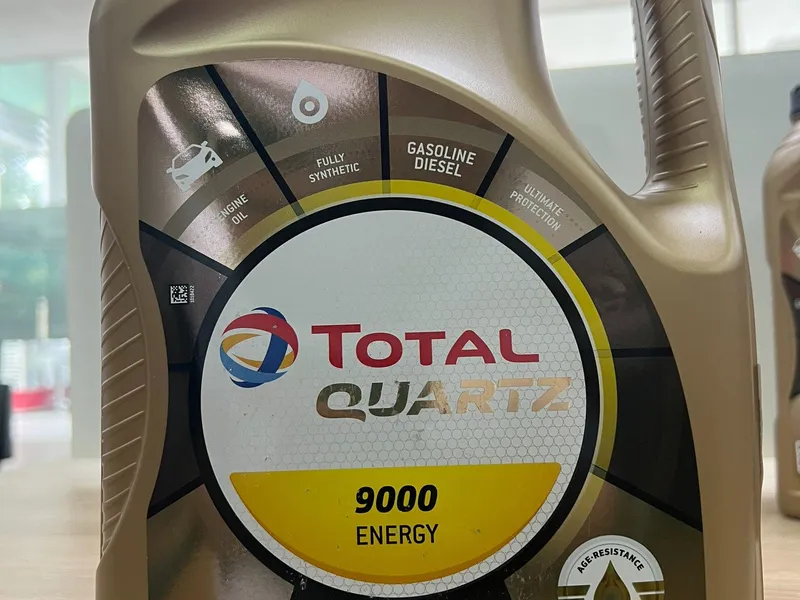 ENGINE
OIL
FULLY
SYNTHETIC
GASOLINE
DIESEL
ULTIMATE
PROTECTION
TOTAL
QUARTZ
9000
ENERGY
AGE-RESISTANCE